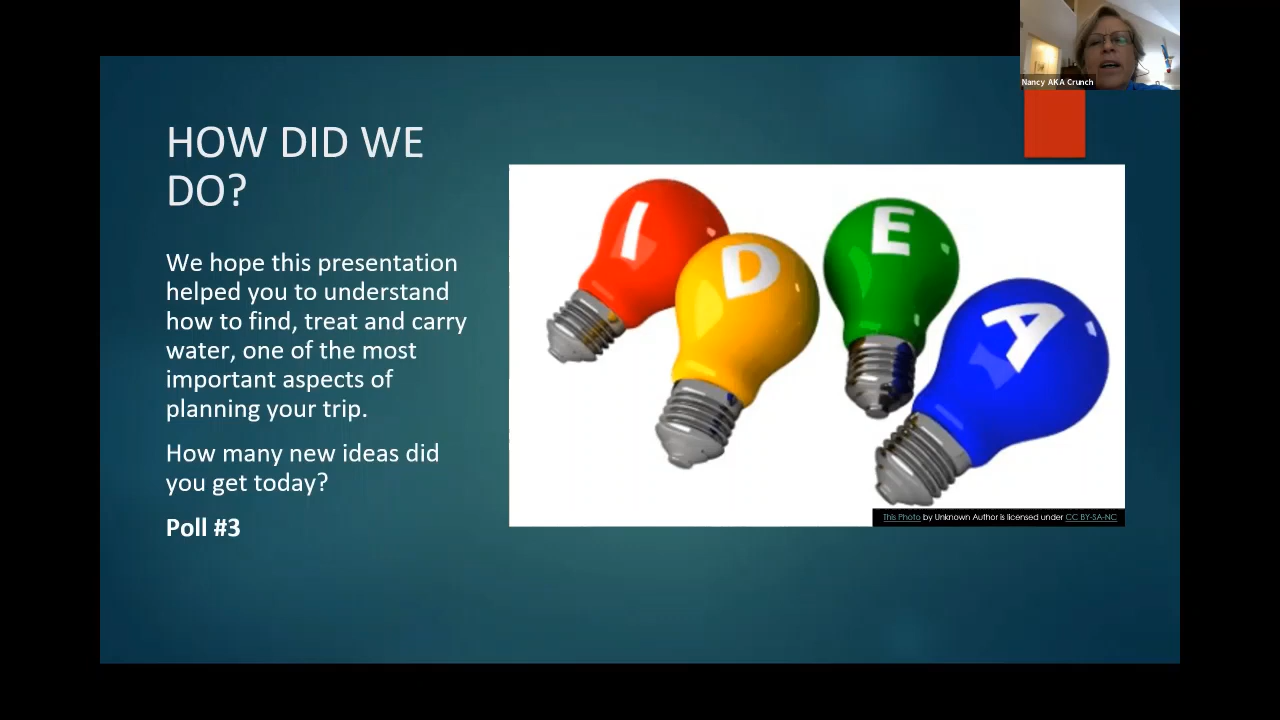 Nancy AKA Crunch
HOW DID WE
DO?
We hope this presentation
helped you to understand
how to find, treat and carry
water, one of the most
important aspects of
planning your trip.
How many new ideas did
you get today?
Poll #3
I
D
E
A
This Photo by Unknown Author is licensed under CC BY-SA-NC